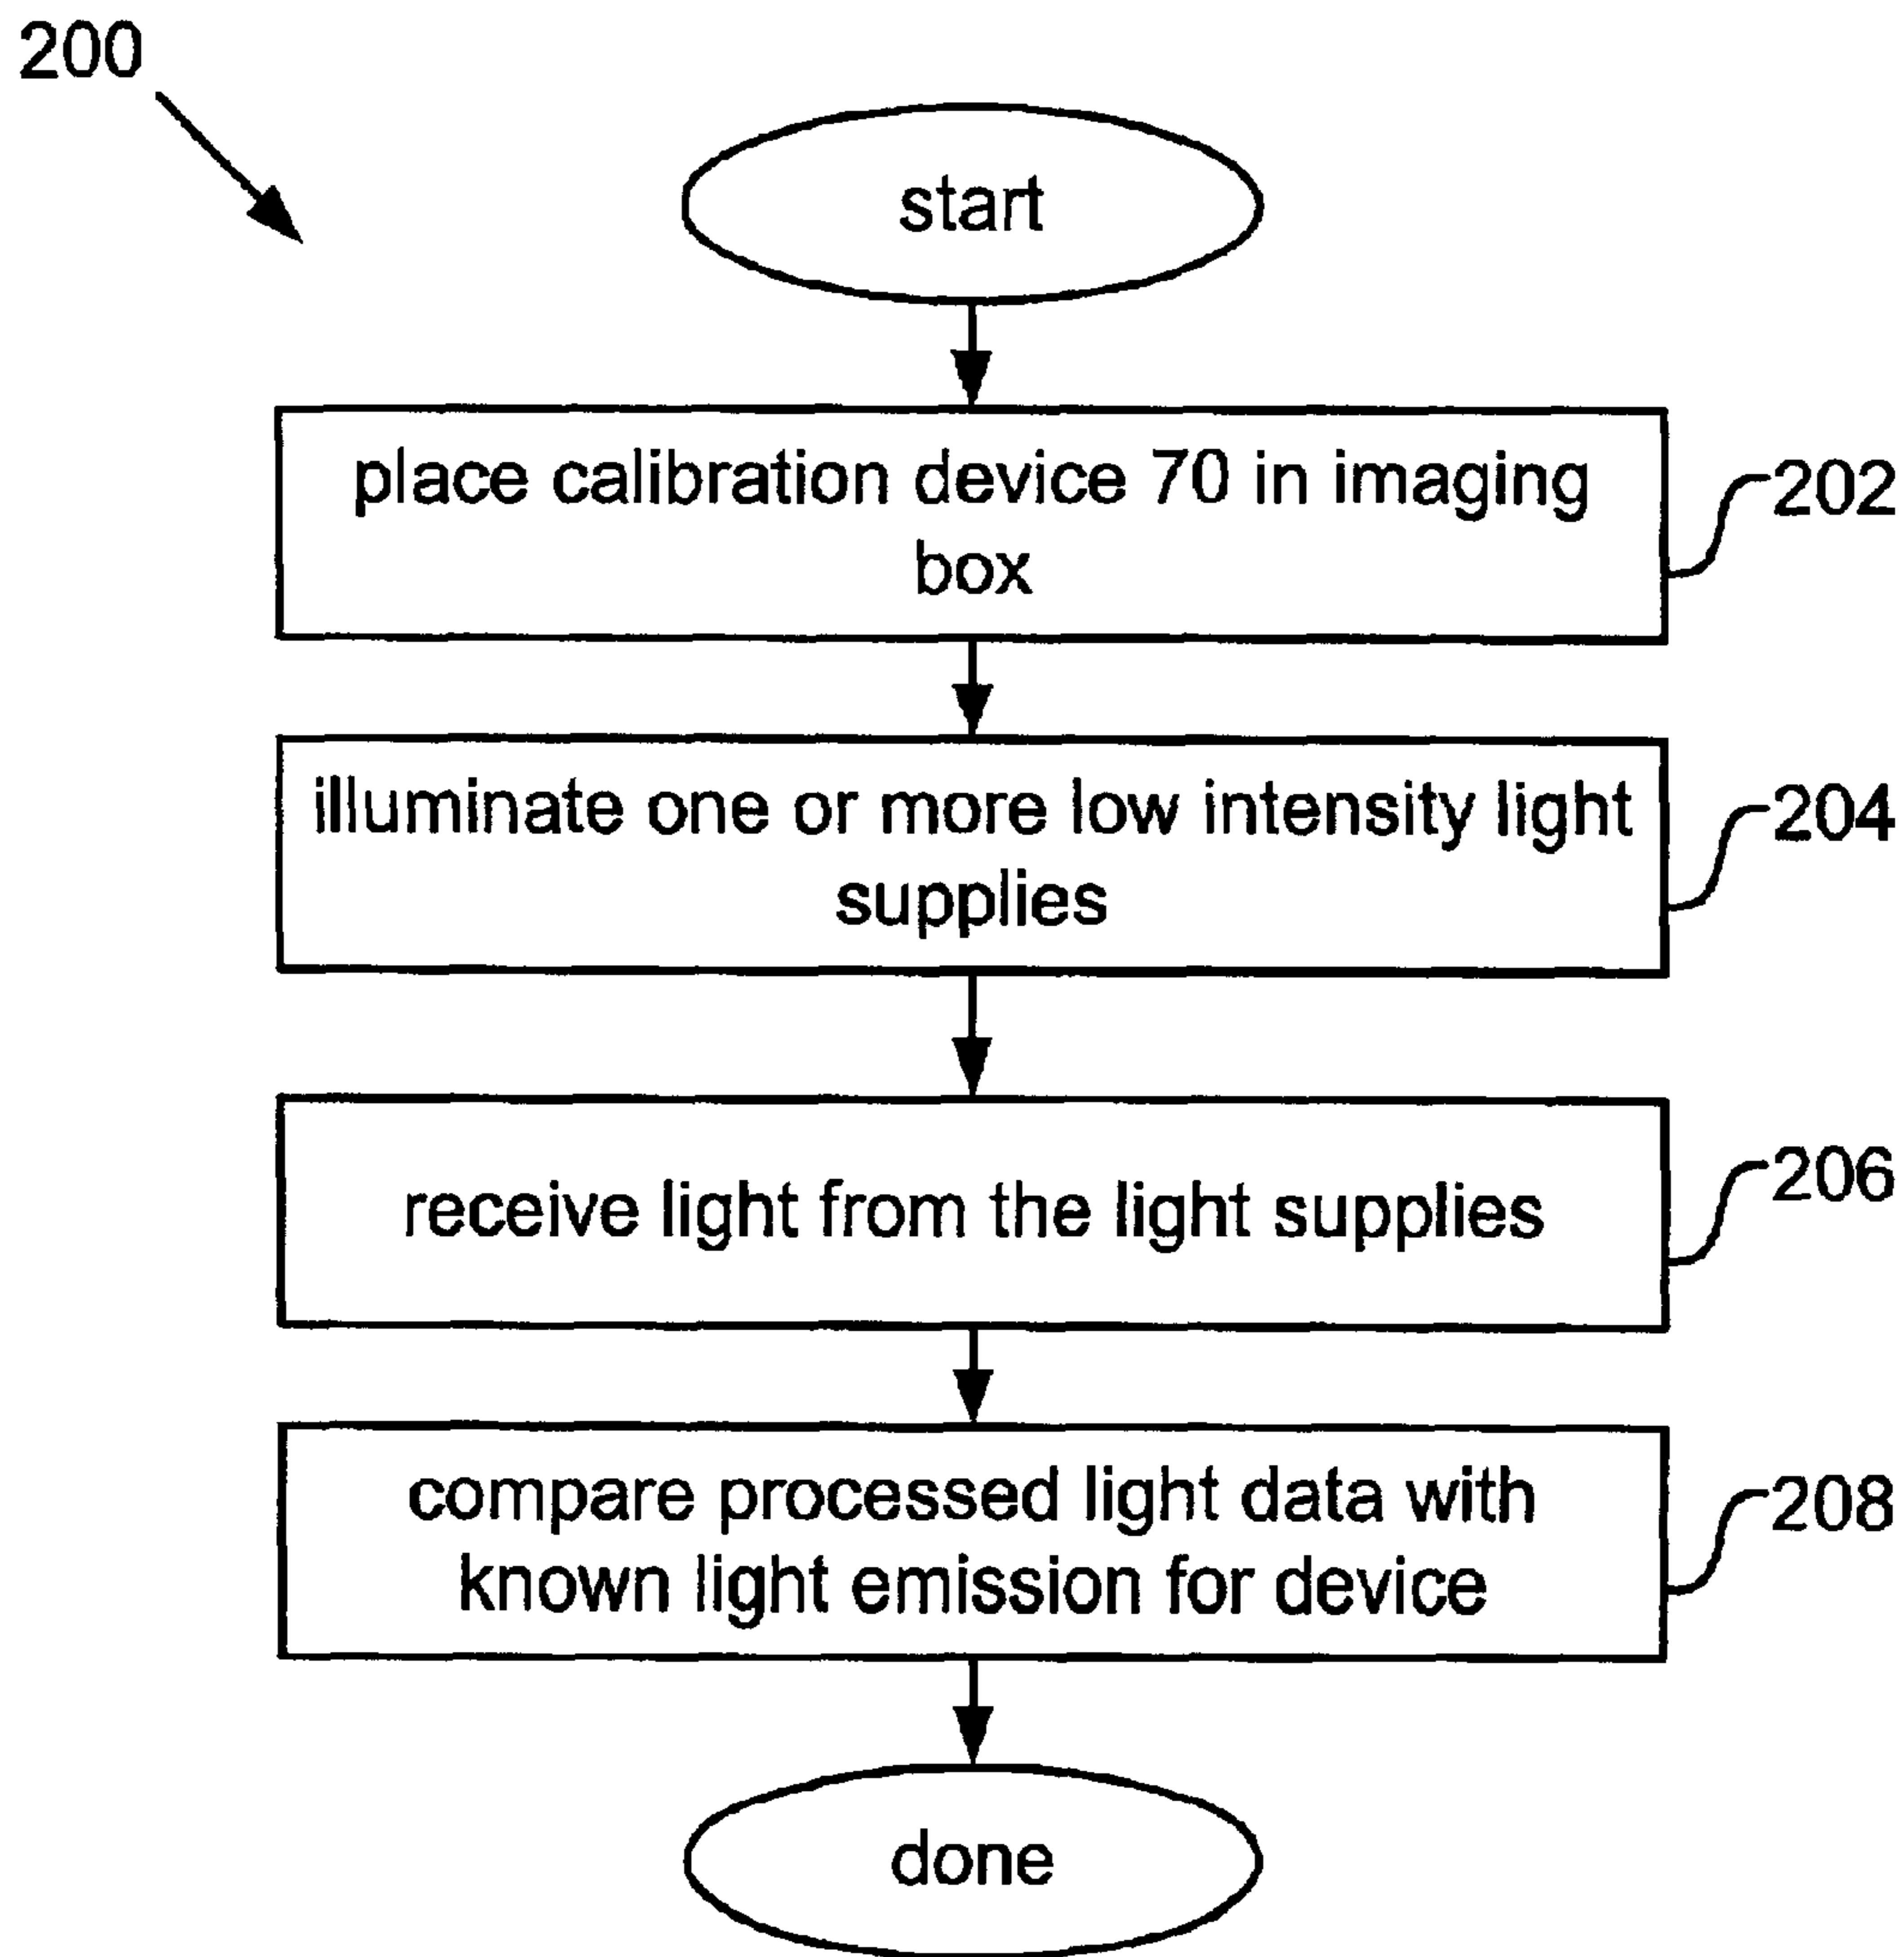 200
start
place calibration device 70 in imaging
box
202
illuminate one or more low intensity light
supplies
204
receive light from the light supplies
206
compare processed light data with
known light emission for device
208
done